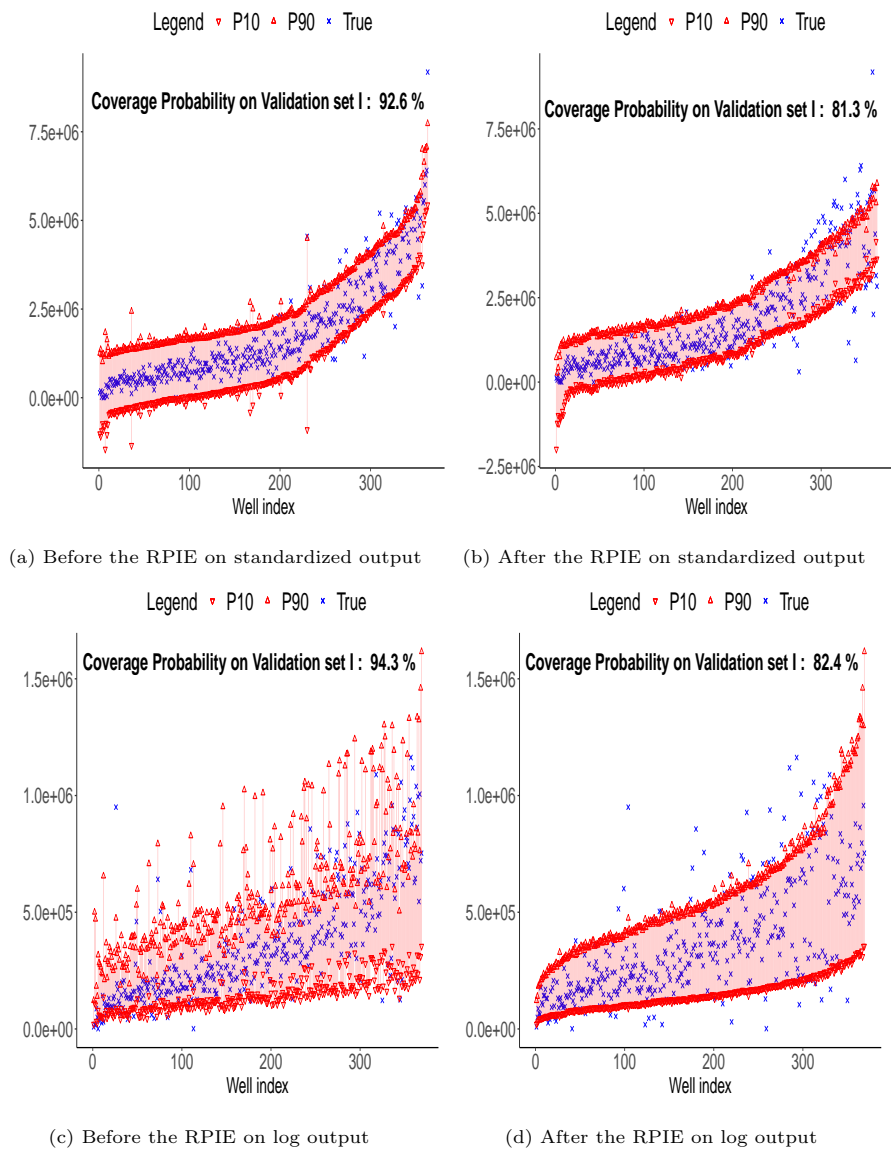 Legend P10 P90 True
Coverage Probability on Validation set I : 92.6 %
7.5e+06
5.0e+06
2.5e+06
0.0e+00
0 100 200 300
Well index
(a) Before the RPIE on standardized output
Legend P10 P90 True
Coverage Probability on Validation set I : 81.3 %
7.5e+06
5.0e+06
2.5e+06
0.0e+00
−2.5e+06
0 100 200 300
Well index
(b) After the RPIE on standardized output
Legend P10 P90 True
Coverage Probability on Validation set I : 94.3 %
1.5e+06
1.0e+06
5.0e+05
0.0e+00
0 100 200 300
Well index
(c) Before the RPIE on log output
Legend P10 P90 True
Coverage Probability on Validation set I : 82.4 %
1.5e+06
1.0e+06
5.0e+05
0.0e+00
0 100 200 300
Well index
(d) After the RPIE on log output